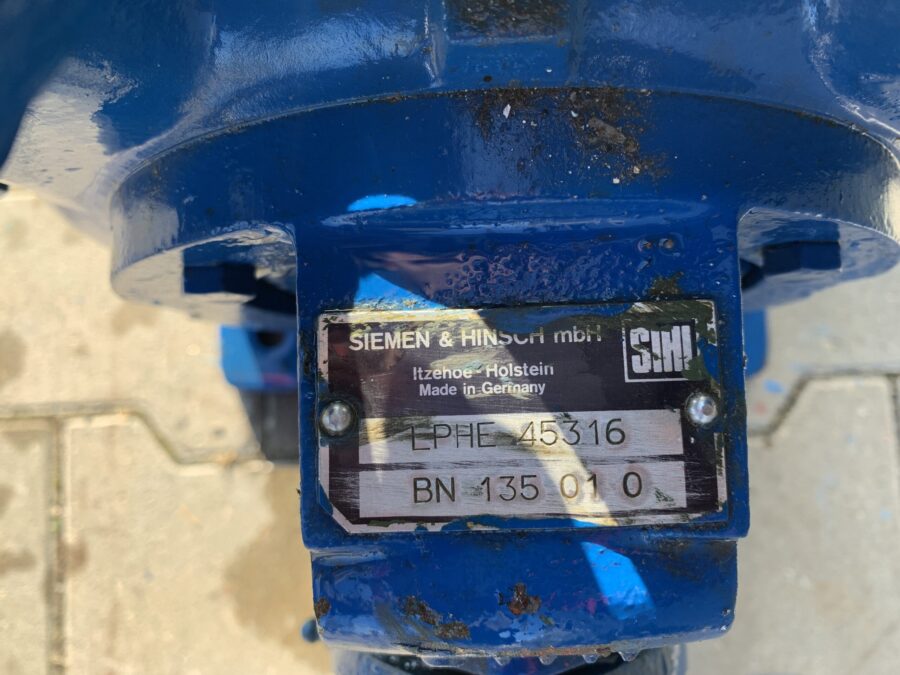 SIEMEN & HINSCH mbH
SIHI
Itzehoe - Holstein
Made in Germany
LPHE 45316
BN 135 01 0